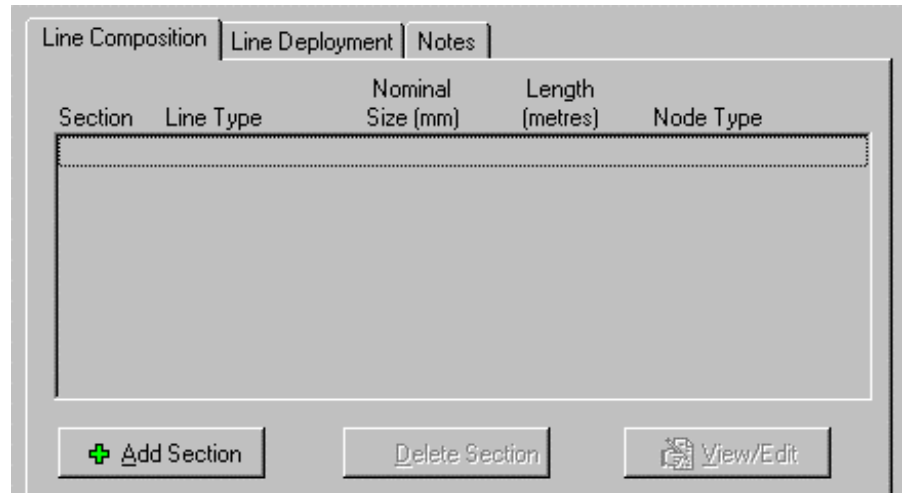 Line Composition Line Deployment Notes
Nominal Length
Section Line Type Size (mm) (metres) Node Type
Add Section Delete Section View/Edit